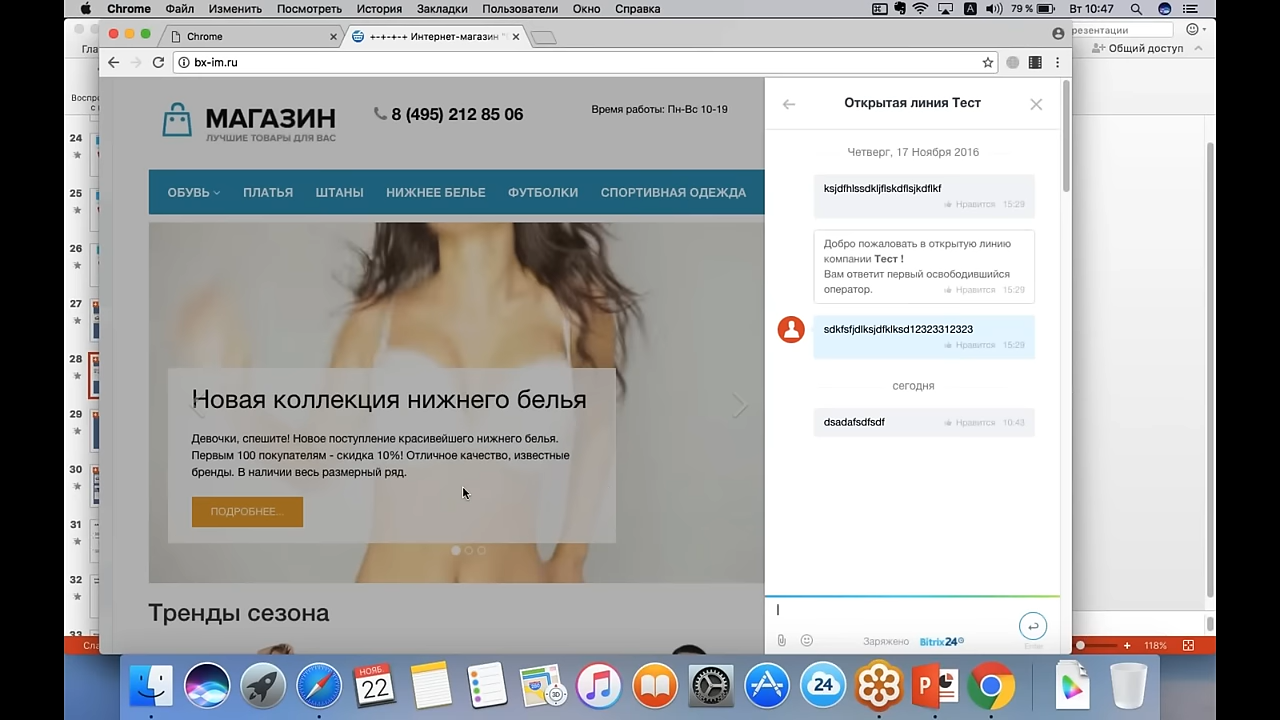 Chrome Файл Изменить Посмотреть История Закладки Пользователи Окно Справка
79 % Вт 10:47
Chrome
+-+-+-+ Интернет-магазин "
Общий доступ
bx-im.ru
МАГАЗИН
ЛУЧШИЕ ТОВАРЫ ДЛЯ ВАС
8 (495) 212 85 06
Время работы: Пн-Вс 10-19
ОБУВЬ ПЛАТЬЯ ШТАНЫ НИЖНЕЕ БЕЛЬЕ ФУТБОЛКИ СПОРТИВНАЯ ОДЕЖДА
Новая коллекция нижнего белья
Девочки, спешите! Новое поступление красивейшего нижнего белья.
Первым 100 покупателям - скидка 10%! Отличное качество, известные
бренды. В наличии весь размерный ряд.
ПОДРОБНЕЕ...
Тренды сезона
Открытая линия Тест
Четверг, 17 Ноября 2016
ksjdfhlssdkljflskdflsjkdflkf
Нравится 15:29
Добро пожаловать в открытую линию
компании Тест !
Вам ответит первый освободившийся
оператор.
Нравится 15:29
sdkfsfjdlksjdfklksd12323312323
Нравится 15:29
сегодня
dsadafsdfsdf
Нравится 10:43
Заряжено Bitrix24
Enter
24
25
26
27
28
29
30
31
32
33
118%
НОЯБ.
22
3D
24